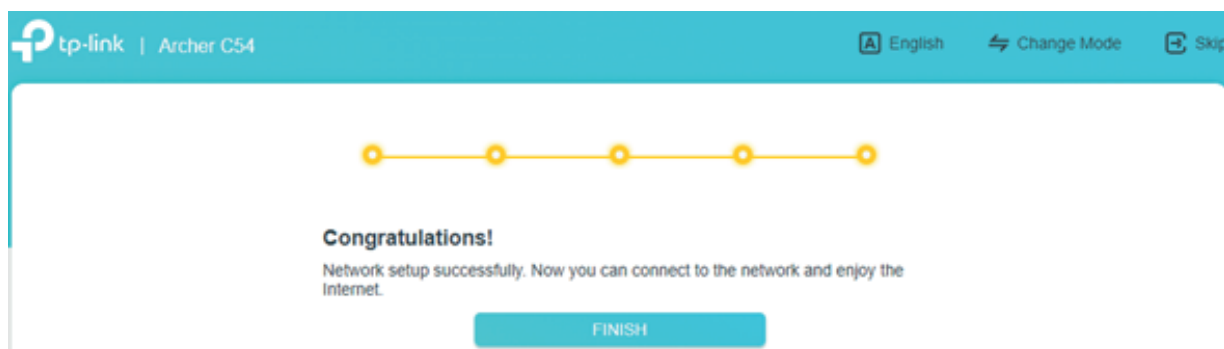 tp-link | Archer C54
English
Change Mode
Skip
Congratulations!
Network setup successfully. Now you can connect to the network and enjoy the
Internet.
FINISH